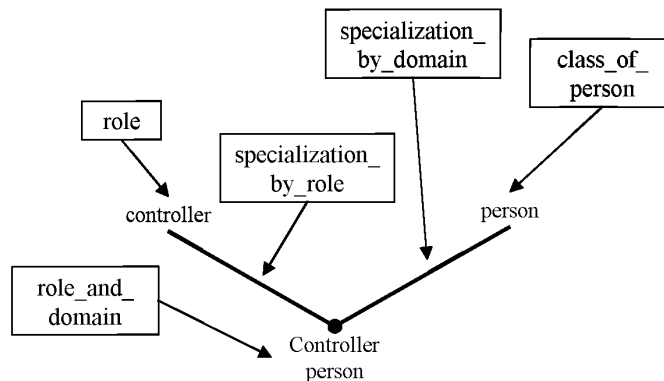 specialization_
by_domain
class_of_
person
role
specialization_
by_role
controller
person
role_and_
domain
Controller
person